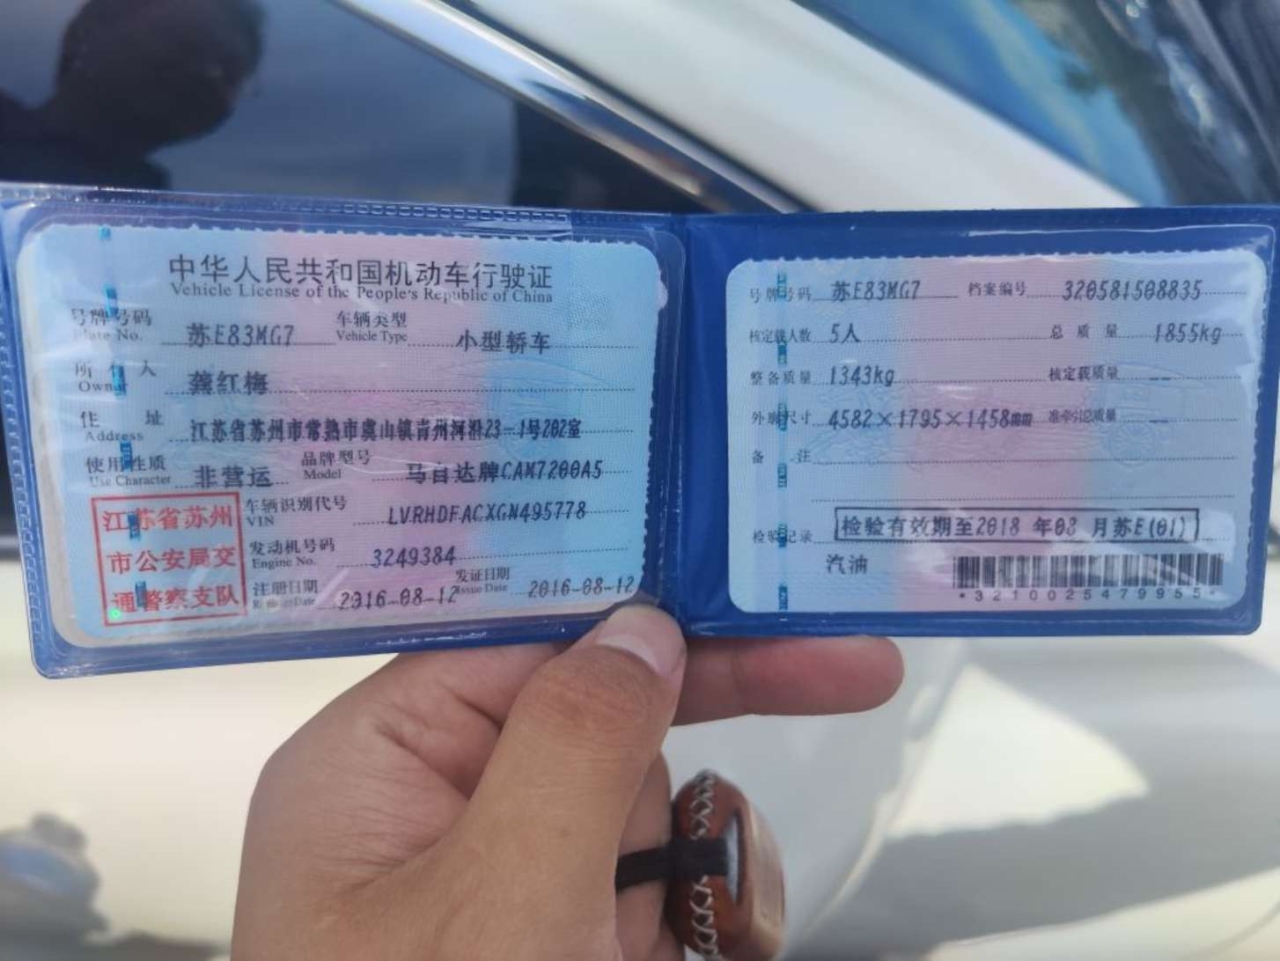 中华人民共和国机动车行驶证
Vehicle License of the People's Republic of China
号牌号码 苏E83MG7 车辆类型 小型轿车
Plate No. Vehicle Type
所有人 龚红梅
Owner
住址 江苏省苏州市常熟市虞山镇青州河沿23-1号202室
Address
使用性质 非营运 品牌型号 马自达牌CAM7200A5
Use Character Model
江苏省苏州
市公安局交
通警察支队
车辆识别代号 LVRHDFACXGN495778
VIN
发动机号码 3249384
Engine No.
注册日期 2016-08-12 发证日期 2016-08-12
Register Date Issue Date
号牌号码 苏E83MG7 档案编号 320581508835
核定载人数 5人 总质量 1855kg
整备质量 1343kg 核定载质量 --
外廓尺寸 4582×1795×1458mm 准牵引总质量 --
备注
检验记录 检验有效期至2018 年08 月苏E(01)
汽油
*3210025479955*